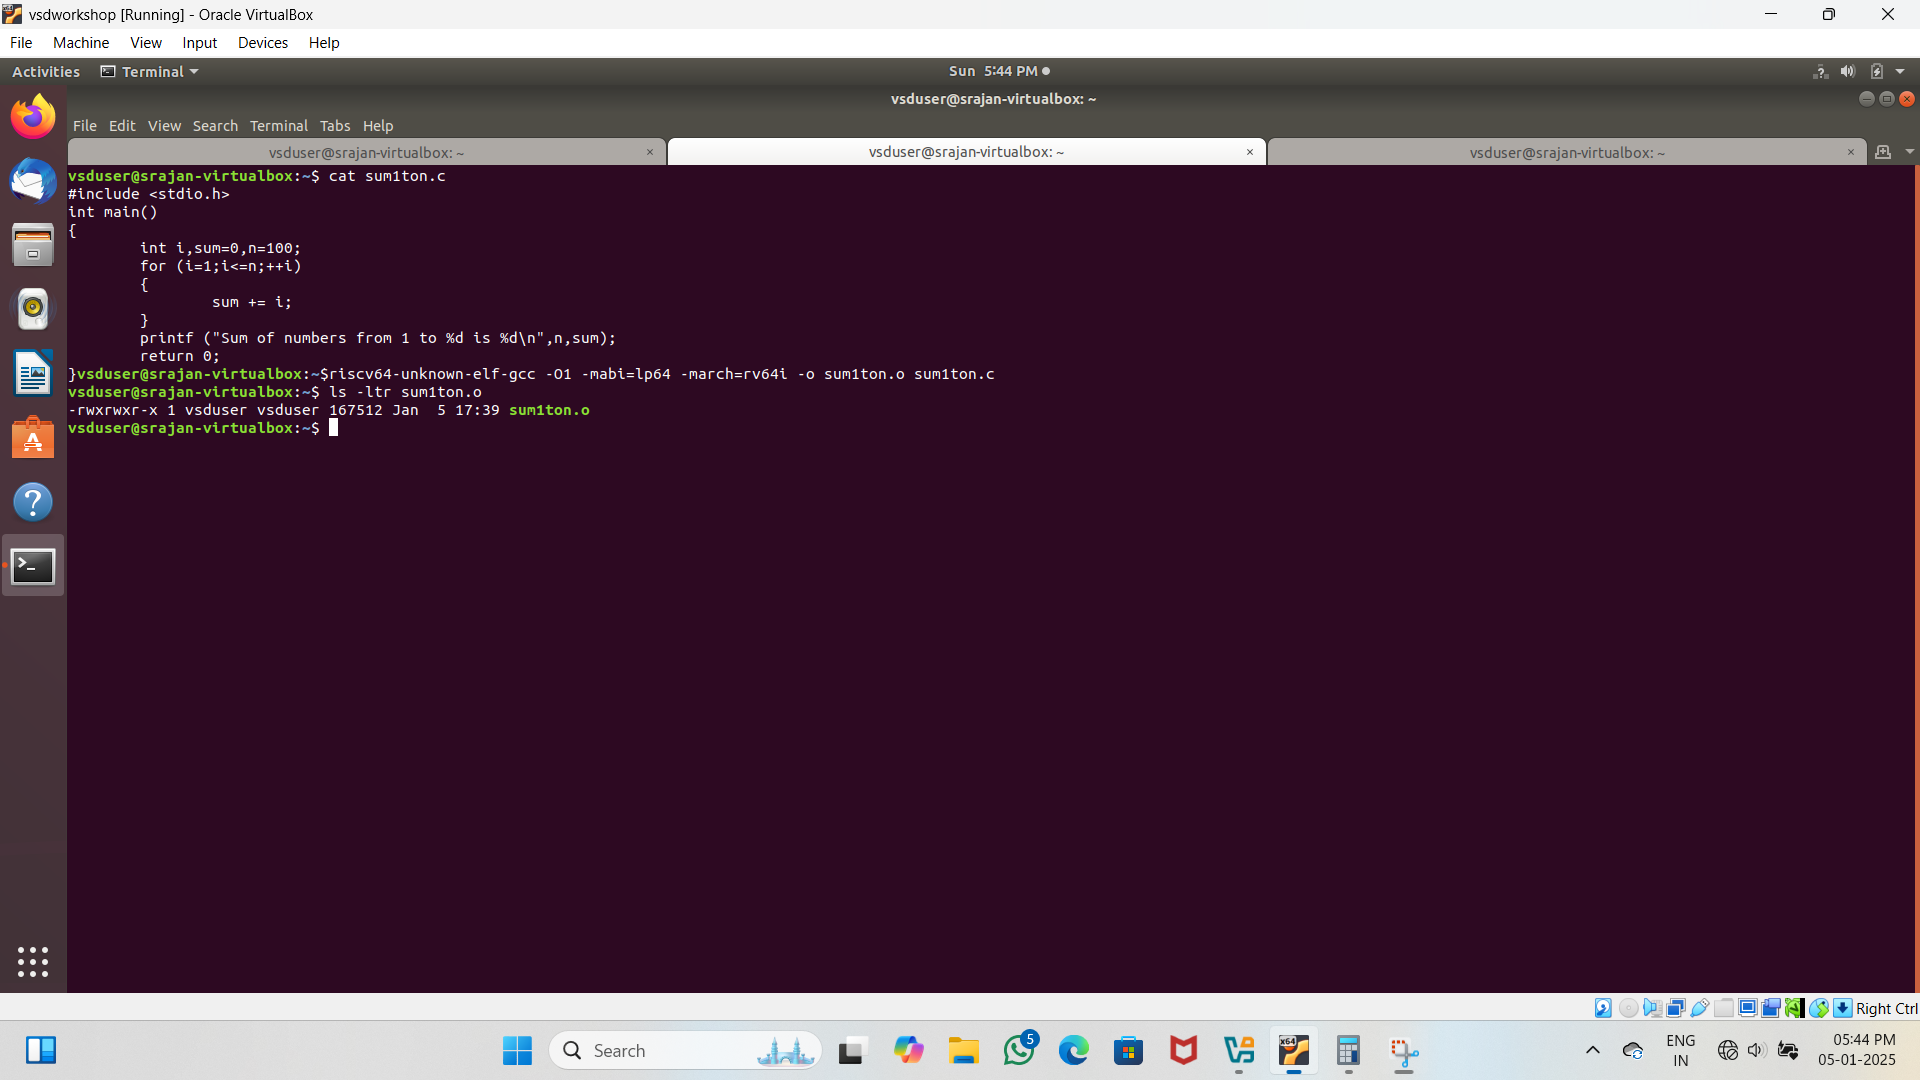 vsdworkshop [Running] - Oracle VirtualBox
File Machine View Input Devices Help
Activities Terminal Sun 5:44 PM
vsduser@srajan-virtualbox: ~
File Edit View Search Terminal Tabs Help
vsduser@srajan-virtualbox: ~ × vsduser@srajan-virtualbox: ~ × vsduser@srajan-virtualbox: ~ ×
vsduser@srajan-virtualbox:~$ cat sum1ton.c
#include <stdio.h>
int main()
{
        int i,sum=0,n=100;
        for (i=1;i<=n;++i)
        {
                sum += i;
        }
        printf ("Sum of numbers from 1 to %d is %d\n",n,sum);
        return 0;
}vsduser@srajan-virtualbox:~$riscv64-unknown-elf-gcc -O1 -mabi=lp64 -march=rv64i -o sum1ton.o sum1ton.c
vsduser@srajan-virtualbox:~$ ls -ltr sum1ton.o
-rwxrwxr-x 1 vsduser vsduser 167512 Jan  5 17:39 sum1ton.o
vsduser@srajan-virtualbox:~$
Right Ctrl
Search
5
x64
ENG
IN
05:44 PM
05-01-2025